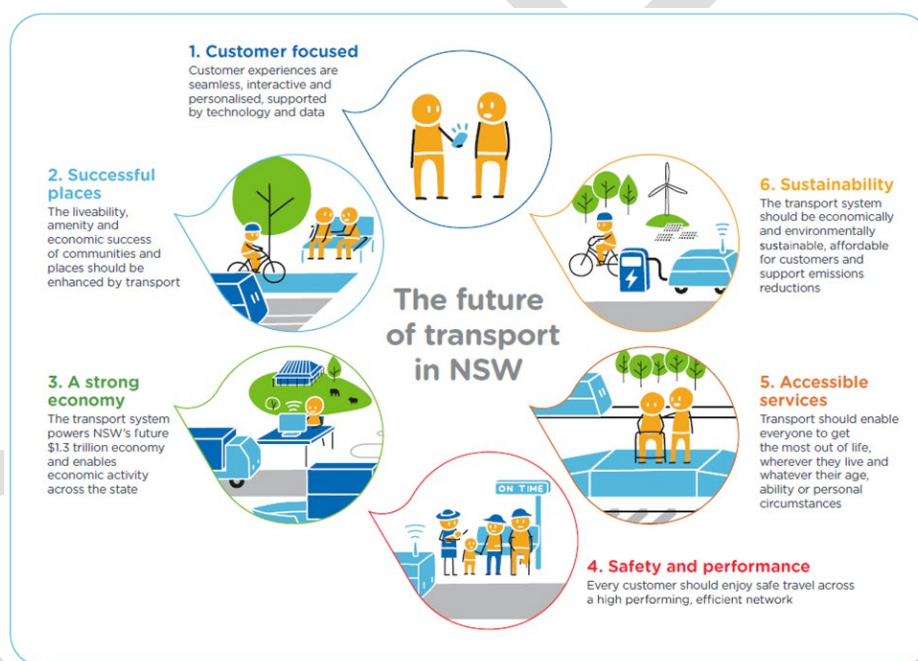 1. Customer focused
Customer experiences are
seamless, interactive and
personalised, supported
by technology and data
2. Successful
places
The liveability,
amenity and
economic success
of communities and
places should be
enhanced by transport
The future
of transport
in NSW
3. A strong
economy
The transport system
powers NSW's future
$1.3 trillion economy
and enables
economic activity
across the state
ON TIME
4. Safety and performance
Every customer should enjoy safe travel across
a high performing, efficient network
5. Accessible
services
Transport should enable
everyone to get
the most out of life,
wherever they live and
whatever their age,
ability or personal
circumstances
6. Sustainability
The transport system
should be economically
and environmentally
sustainable, affordable
for customers and
support emissions
reductions